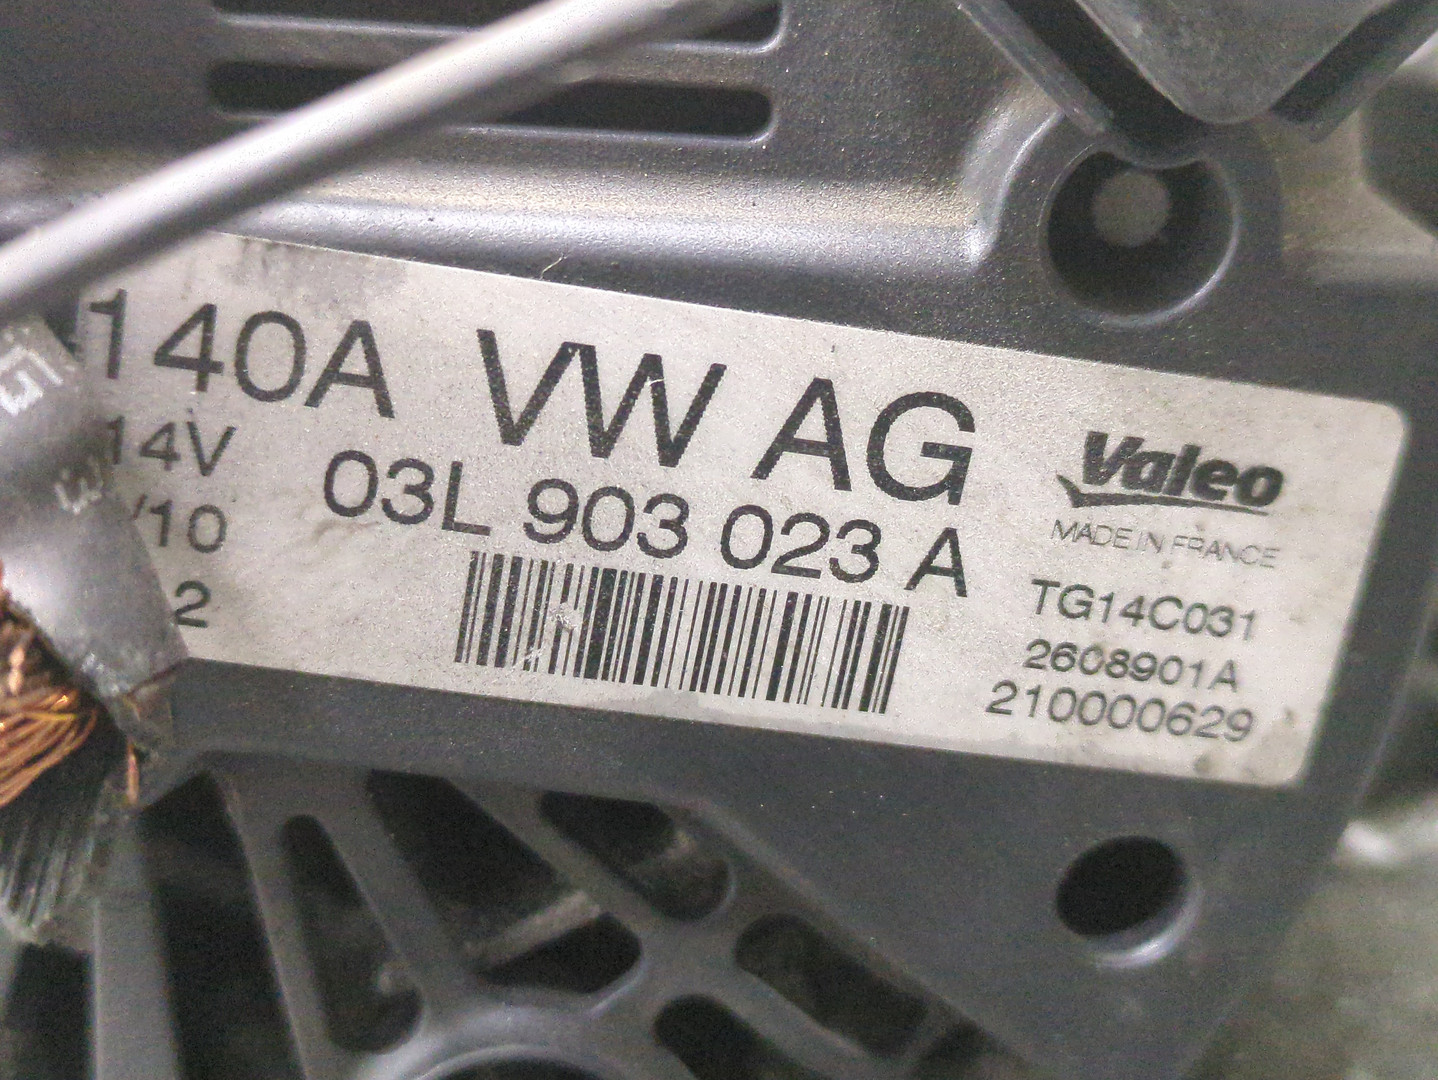 140A VW AG
14V
/10
2
03L 903 023 A
Valeo
MADE IN FRANCE
TG14C031
2608901A
210000629